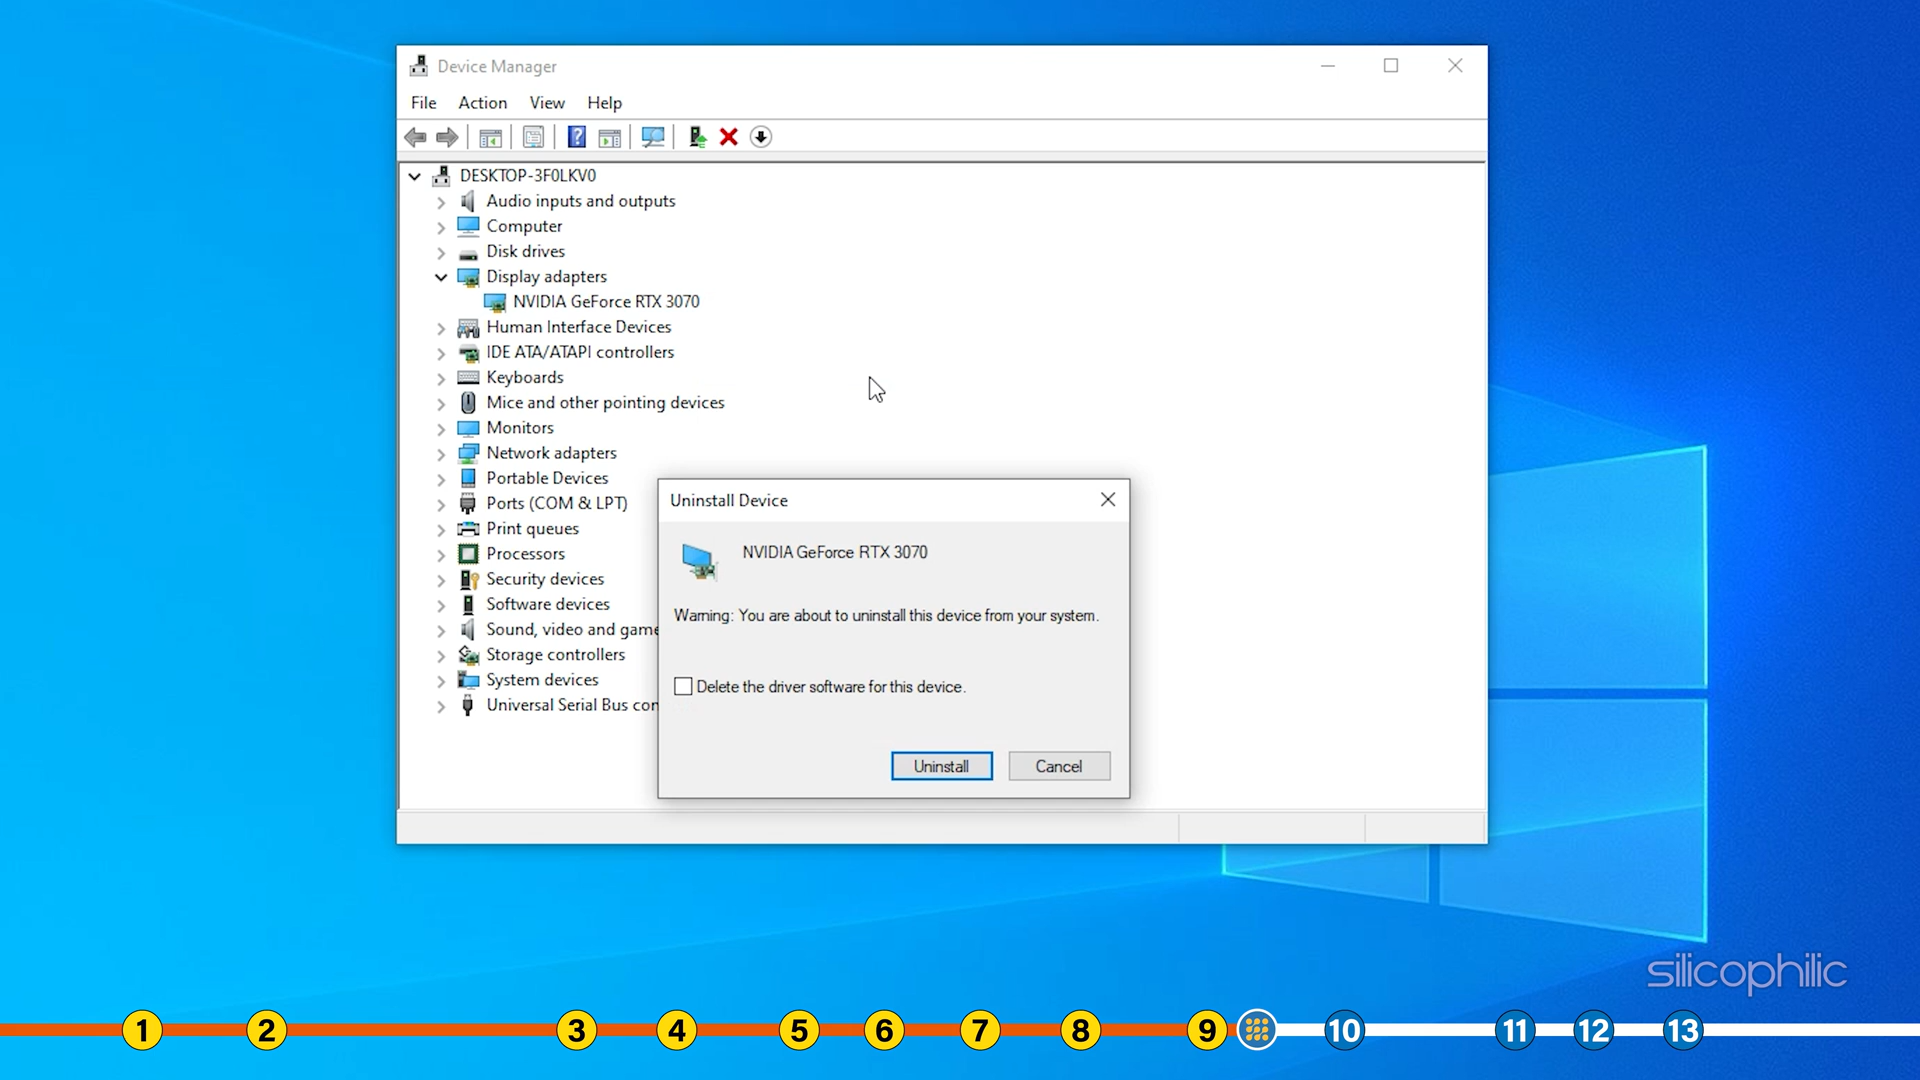 Device Manager
File Action View Help
DESKTOP-3F0LKV0
Audio inputs and outputs
Computer
Disk drives
Display adapters
NVIDIA GeForce RTX 3070
Human Interface Devices
IDE ATA/ATAPI controllers
Keyboards
Mice and other pointing devices
Monitors
Network adapters
Portable Devices
Ports (COM & LPT)
Print queues
Processors
Security devices
Software devices
Sound, video and game
Storage controllers
System devices
Universal Serial Bus con
Uninstall Device
NVIDIA GeForce RTX 3070
Warning: You are about to uninstall this device from your system.
Delete the driver software for this device.
Uninstall Cancel
silicophilic
1 2 3 4 5 6 7 8 9 10 11 12 13